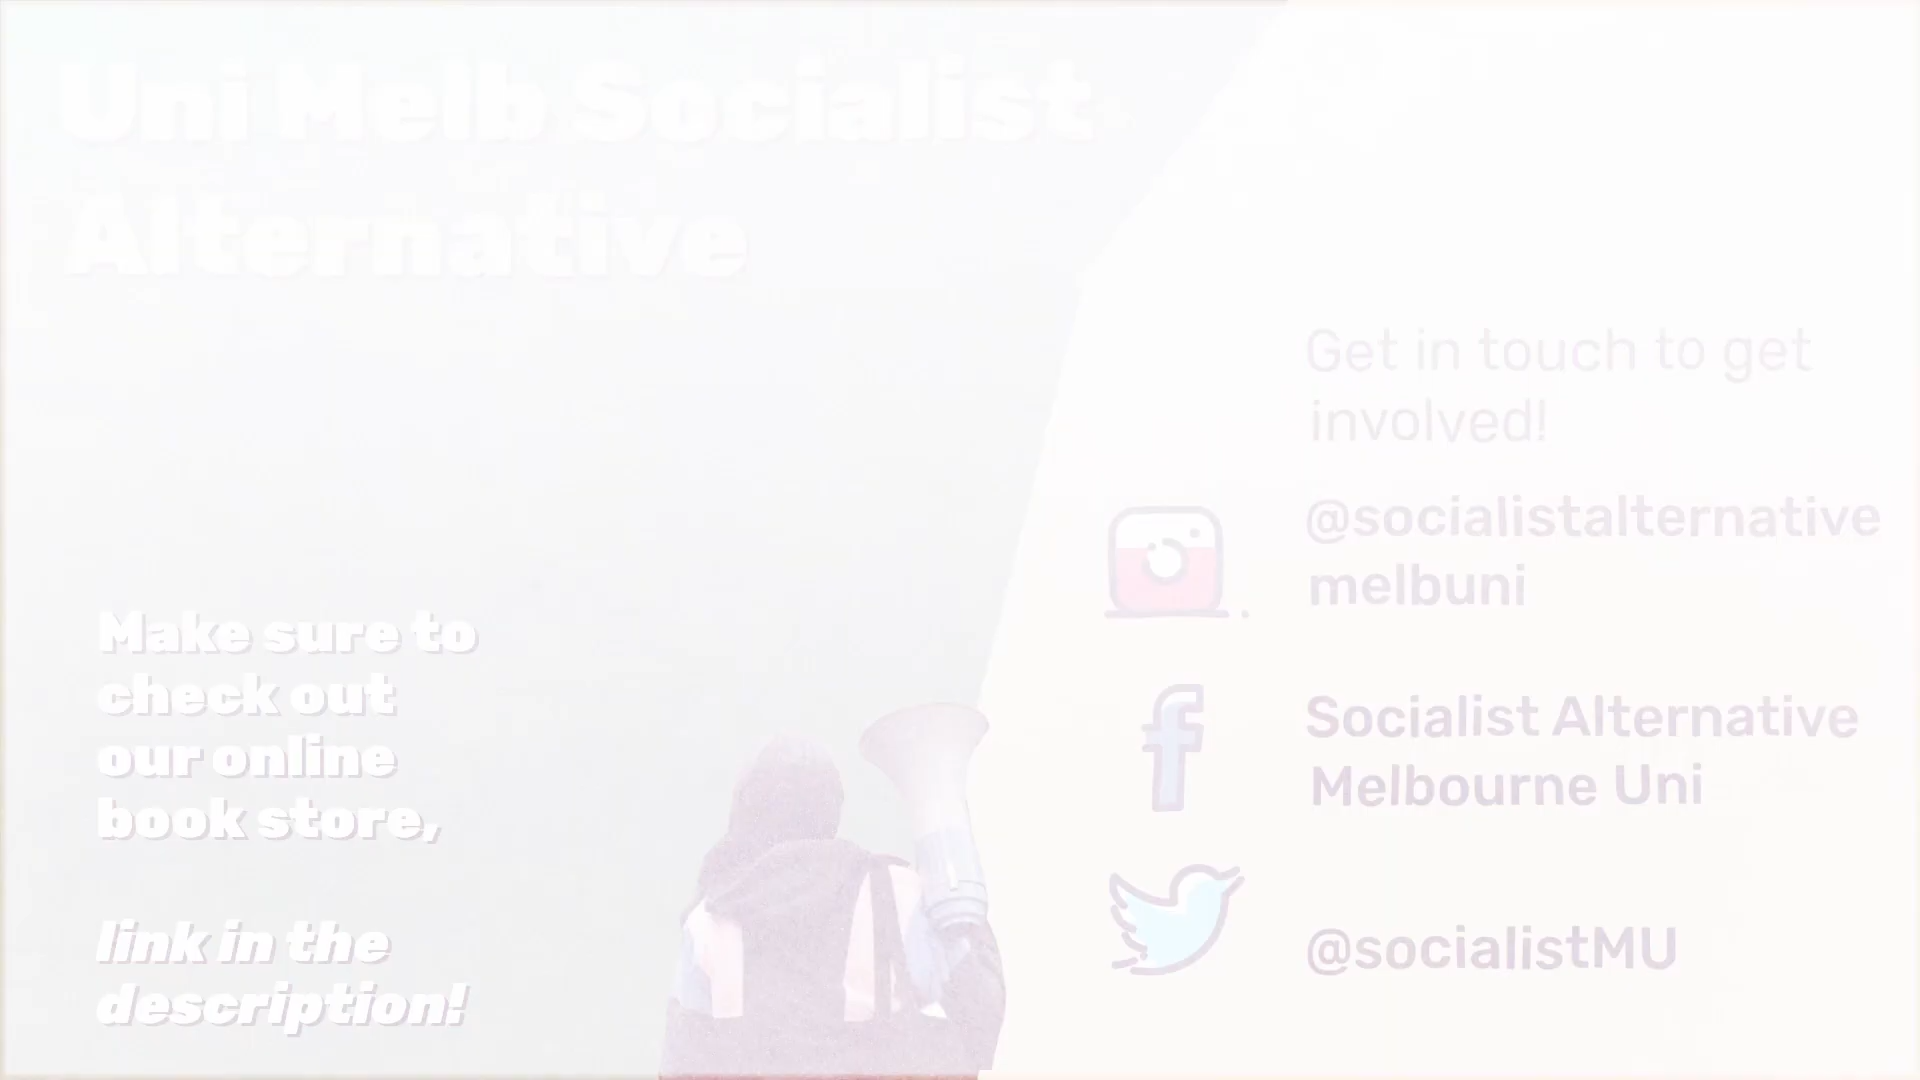 Uni Melb Socialist
Alternative
Make sure to
check out
our online
book store,
link in the
description!
Get in touch to get
involved!
@socialistalternative
melbuni
Socialist Alternative
Melbourne Uni
@socialistMU